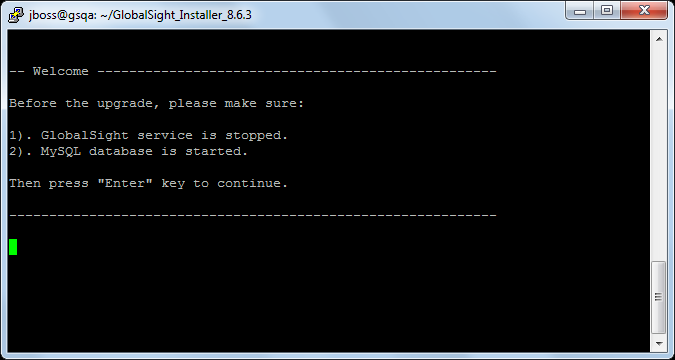 jboss@gsqa: ~/GlobalSight_Installer_8.6.3
-- Welcome --------------------------------------------------
Before the upgrade, please make sure:
1). GlobalSight service is stopped.
2). MySQL database is started.
Then press "Enter" key to continue.
-------------------------------------------------------------